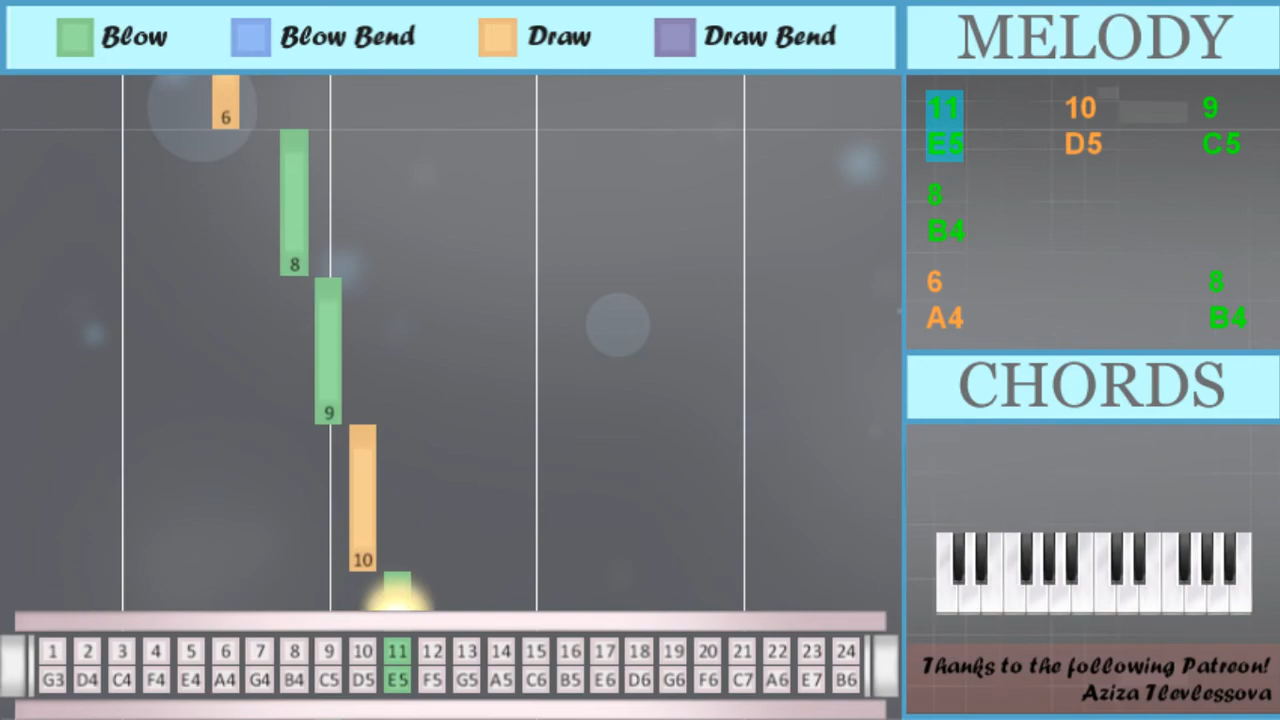 Blow Blow Bend Draw Draw Bend
MELODY
11 10 9
E5 D5 C5
8
B4
6 8
A4 B4
CHORDS
6
8
9
10
1 2 3 4 5 6 7 8 9 10 11 12 13 14 15 16 17 18 19 20 21 22 23 24
G3 D4 C4 F4 E4 A4 G4 B4 C5 D5 E5 F5 G5 A5 C6 B5 E6 D6 G6 F6 C7 A6 E7 B6
Thanks to the following Patreon!
Aziza Tlevlessova